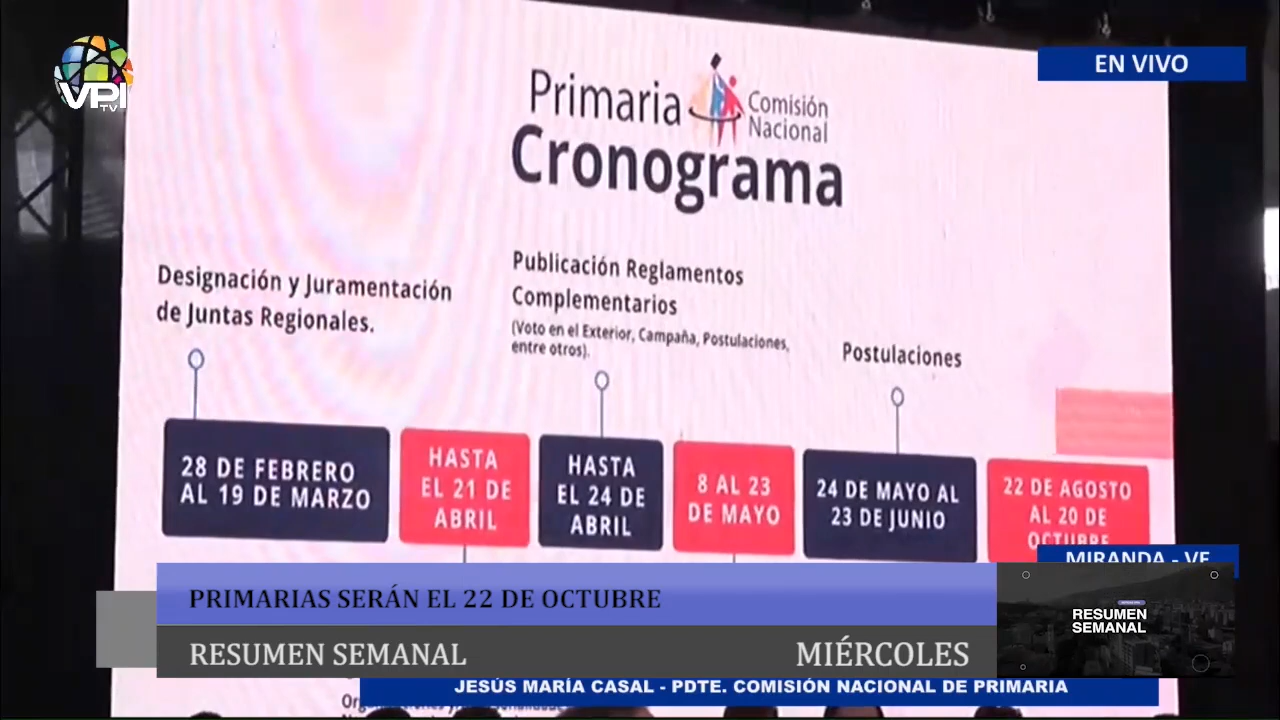 VPI
TV
EN VIVO
Primaria
Comisión
Nacional
Cronograma
Designación y Juramentación
de Juntas Regionales.
Publicación Reglamentos
Complementarios
(Voto en el Exterior, Campaña, Postulaciones,
entre otros).
Postulaciones
28 DE FEBRERO
AL 19 DE MARZO
HASTA
EL 21 DE
ABRIL
HASTA
EL 24 DE
ABRIL
8 AL 23
DE MAYO
24 DE MAYO AL
23 DE JUNIO
22 DE AGOSTO
AL 20 DE
OCTUBRE
MIRANDA - VE
PRIMARIAS SERÁN EL 22 DE OCTUBRE
RESUMEN SEMANAL
MIÉRCOLES
RESUMEN
SEMANAL
JESÚS MARÍA CASAL - PDTE. COMISIÓN NACIONAL DE PRIMARIA